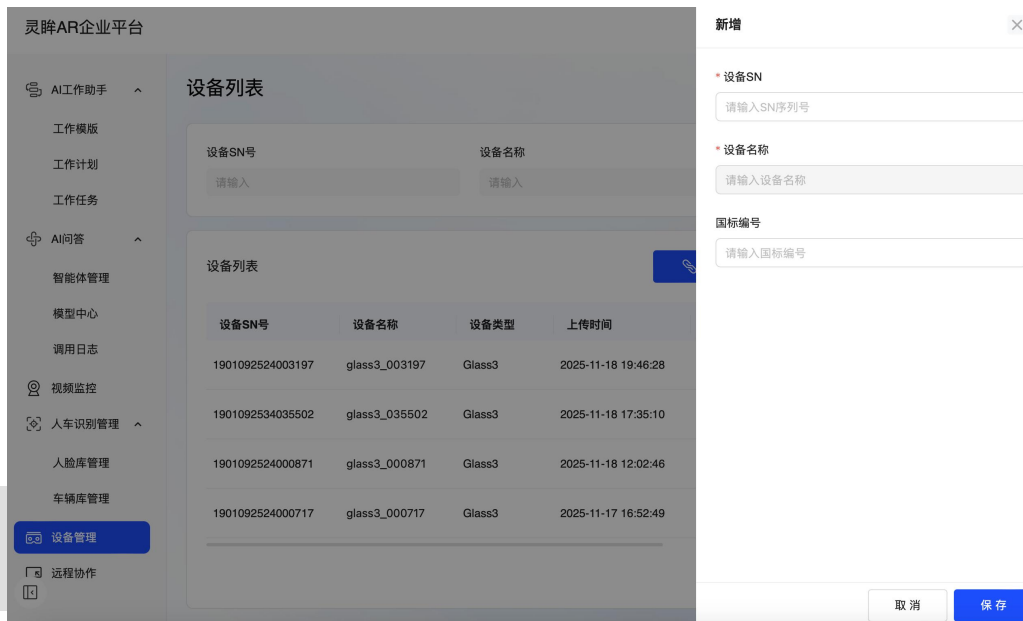 灵眸AR企业平台
AI工作助手
工作模版
工作计划
工作任务
AI问答
智能体管理
模型中心
调用日志
视频监控
人车识别管理
人脸库管理
车辆库管理
设备管理
远程协作
设备列表
设备SN号 设备名称
请输入 请输入
设备列表
设备SN号 设备名称 设备类型 上传时间
1901092524003197 glass3_003197 Glass3 2025-11-18 19:46:28
1901092534035502 glass3_035502 Glass3 2025-11-18 17:35:10
1901092524000871 glass3_000871 Glass3 2025-11-18 12:02:46
1901092524000717 glass3_000717 Glass3 2025-11-17 16:52:49
新增
* 设备SN
请输入SN序列号
* 设备名称
请输入设备名称
国标编号
请输入国标编号
取消 保存